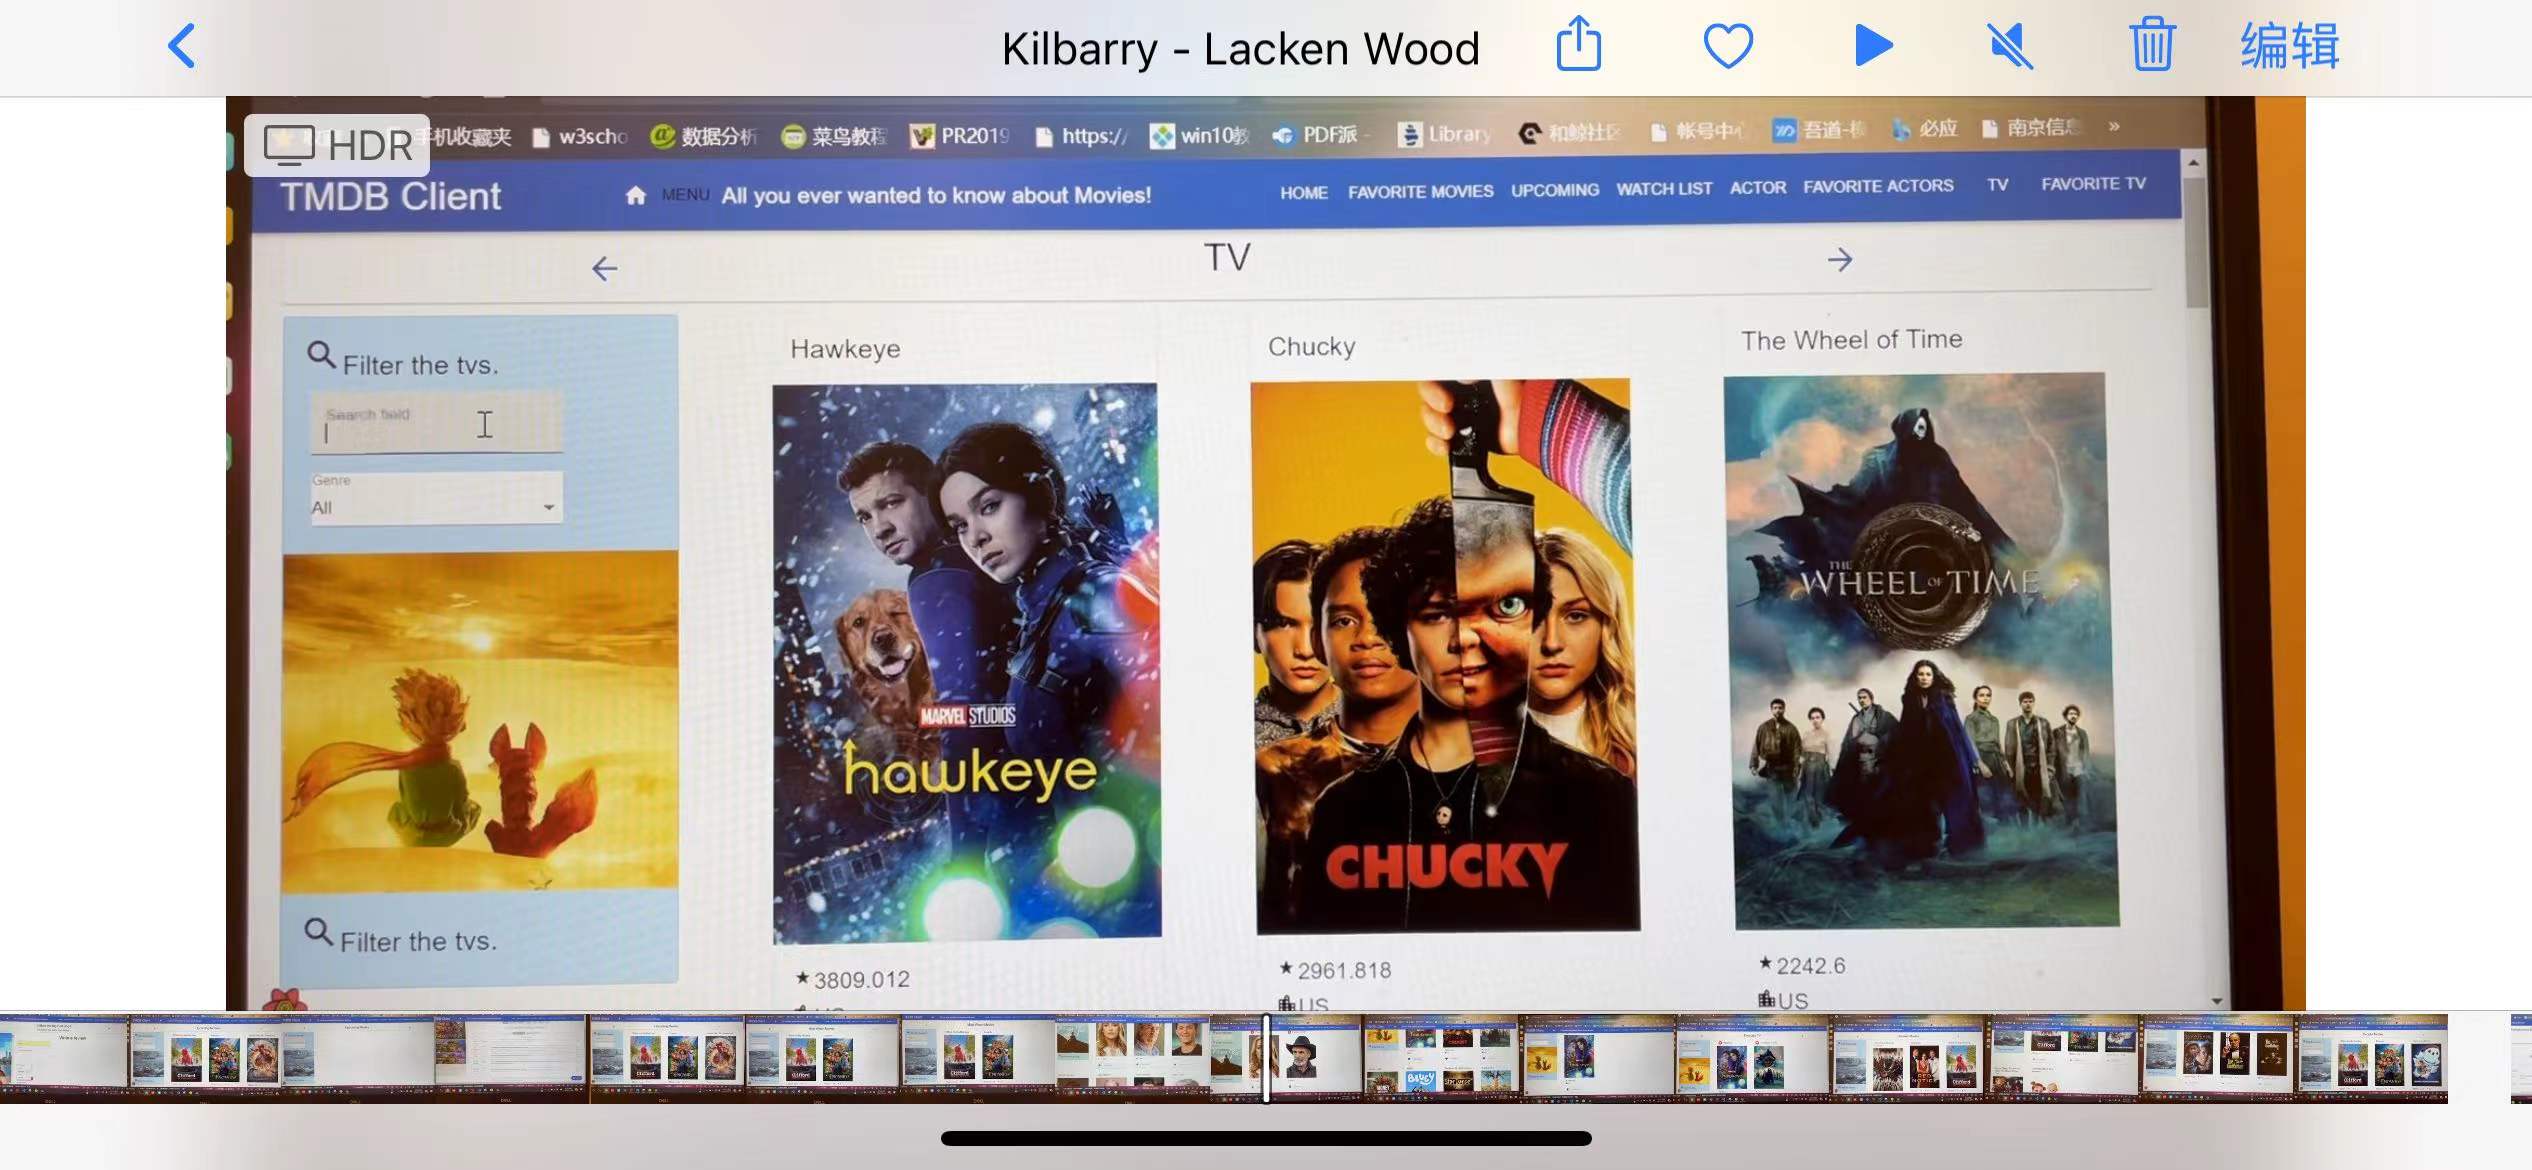 Kilbarry - Lacken Wood
编辑
HDR
手机收藏夹 w3scho 数据分析 菜鸟教程 PR2019 https:// win10教 PDF派 - Library 和鲸社区 帐号中心 吾道-模 必应 南京信息 »
TMDB Client
MENU All you ever wanted to know about Movies!
HOME FAVORITE MOVIES UPCOMING WATCH LIST ACTOR FAVORITE ACTORS TV FAVORITE TV
TV
Filter the tvs.
Search field
Genre
All
Filter the tvs.
Hawkeye
MARVEL STUDIOS
hawkeye
3809.012
Chucky
CHUCKY
2961.818
US
The Wheel of Time
THE
WHEEL OF TIME
2242.6
US